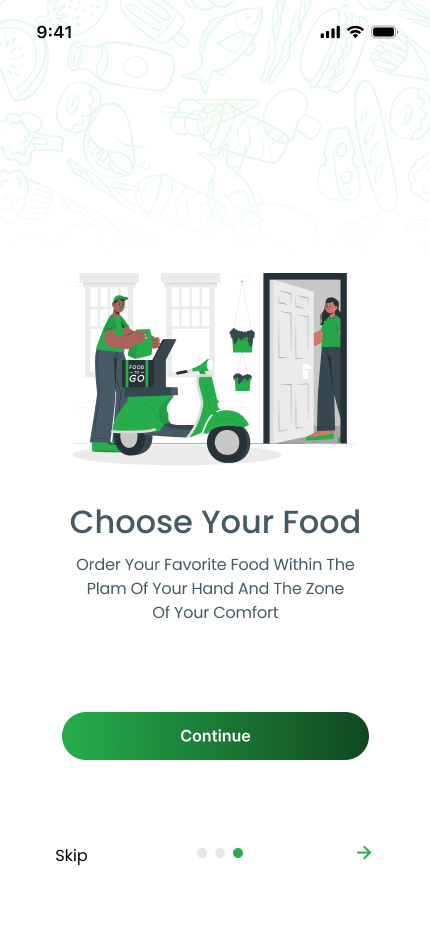 9:41
FOOD
TO
GO
Choose Your Food
Order Your Favorite Food Within The
Plam Of Your Hand And The Zone
Of Your Comfort
Continue
Skip